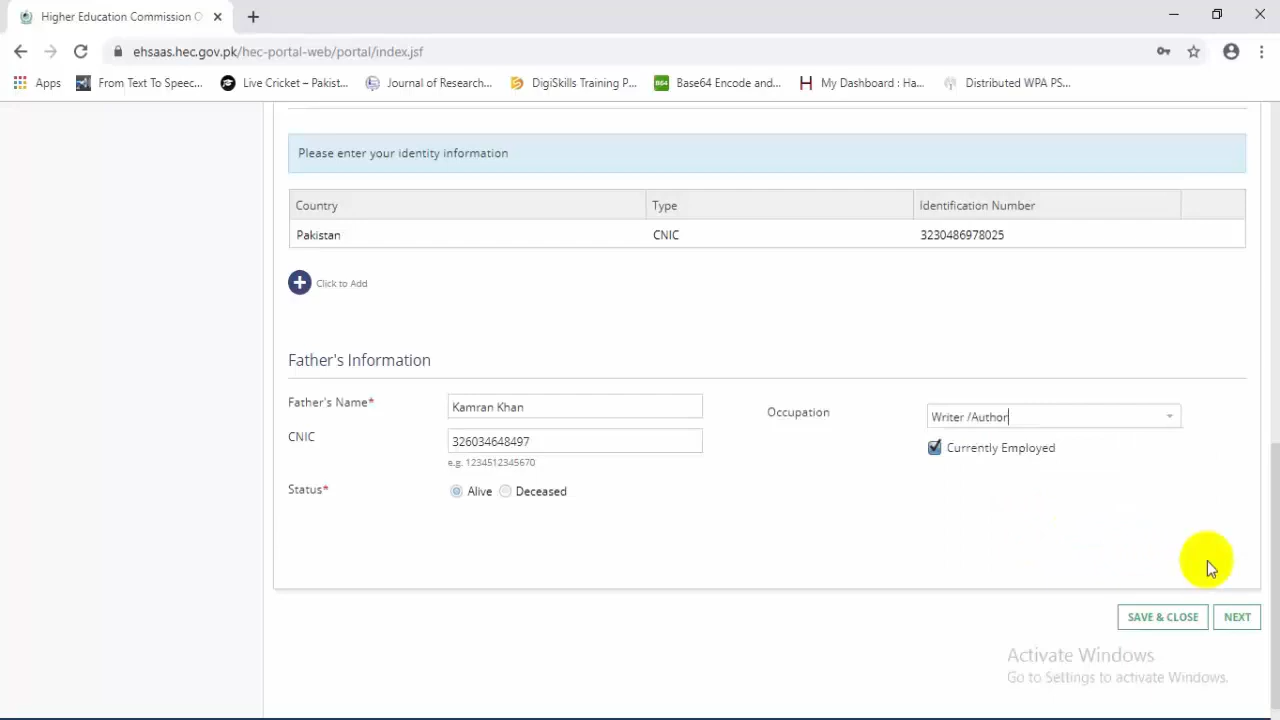 Higher Education Commission O
ehsaas.hec.gov.pk/hec-portal-web/portal/index.jsf
Apps From Text To Speec... Live Cricket – Pakist... Journal of Research... DigiSkills Training P... B64 Base64 Encode and... H My Dashboard : Ha... Distributed WPA PS...
Please enter your identity information
Country Type Identification Number
Pakistan CNIC 3230486978025
Click to Add
Father's Information
Father's Name* Kamran Khan Occupation Writer /Author
CNIC 326034648497 Currently Employed
e.g. 1234512345670
Status* Alive Deceased
SAVE & CLOSE NEXT
Activate Windows
Go to Settings to activate Windows.